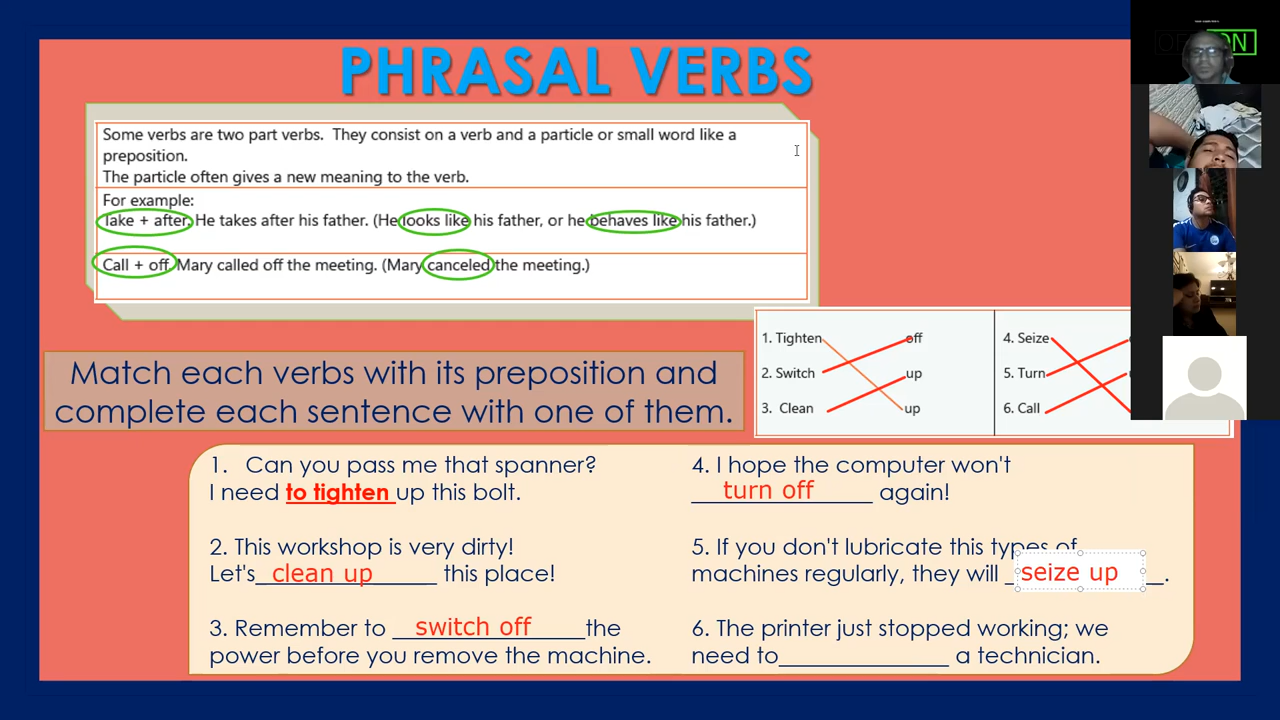 PHRASAL VERBS
Some verbs are two part verbs. They consist on a verb and a particle or small word like a
preposition.
The particle often gives a new meaning to the verb.
For example:
Take + after. He takes after his father. (He looks like his father, or he behaves like his father.)
Call + off. Mary called off the meeting. (Mary canceled the meeting.)
Match each verbs with its preposition and
complete each sentence with one of them.
1. Tighten off
2. Switch up
3. Clean up
4. Seize
5. Turn
6. Call
1. Can you pass me that spanner?
I need to tighten up this bolt.
2. This workshop is very dirty!
Let's clean up this place!
3. Remember to switch off the
power before you remove the machine.
4. I hope the computer won't
turn off again!
5. If you don't lubricate this types of
machines regularly, they will seize up.
6. The printer just stopped working; we
need to______________ a technician.
ON